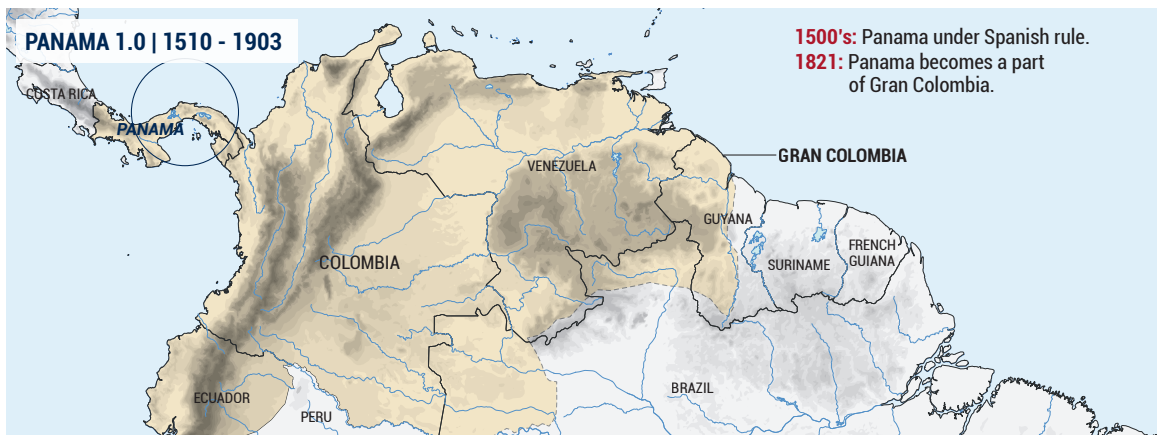 PANAMA 1.0 | 1510 - 1903
1500's: Panama under Spanish rule.
1821: Panama becomes a part
of Gran Colombia.
COSTA RICA
PANAMA
VENEZUELA
GRAN COLOMBIA
GUYANA
COLOMBIA
SURINAME
FRENCH
GUIANA
ECUADOR
PERU
BRAZIL